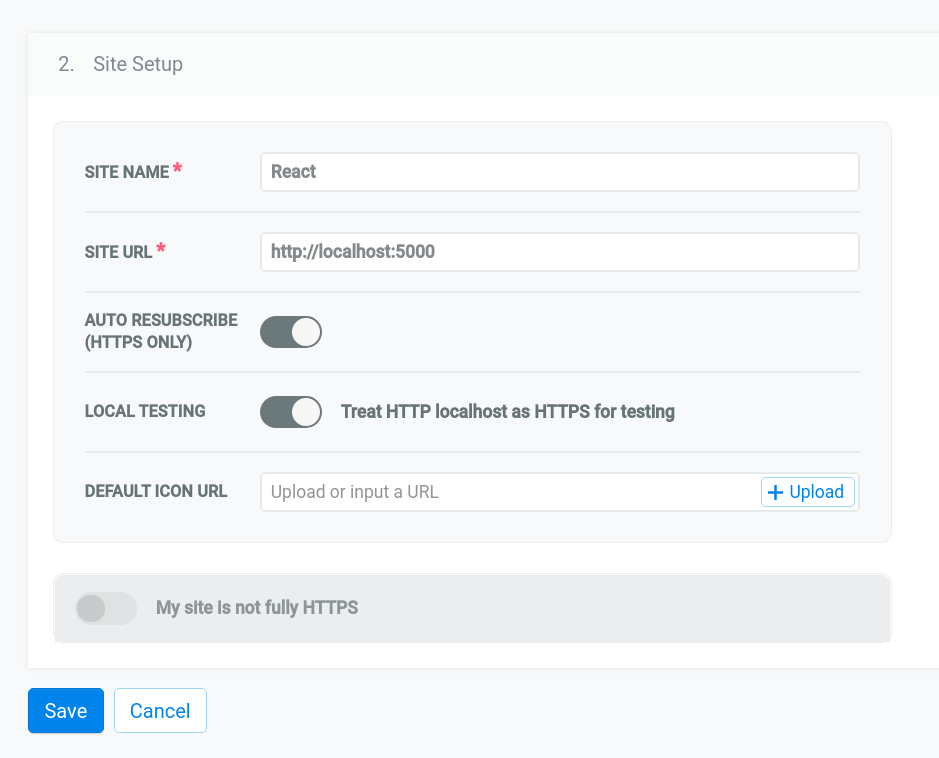 2. Site Setup
SITE NAME *
React
SITE URL *
http://localhost:5000
AUTO RESUBSCRIBE
(HTTPS ONLY)
LOCAL TESTING
Treat HTTP localhost as HTTPS for testing
DEFAULT ICON URL
Upload or input a URL
+ Upload
My site is not fully HTTPS
Save
Cancel